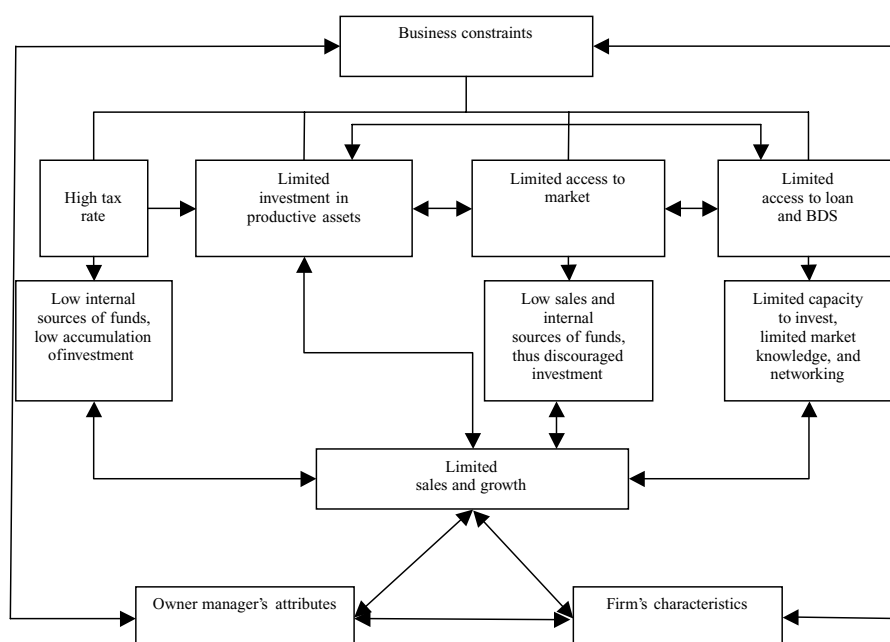 Business constraints
High tax
rate
Limited
investment in
productive assets
Limited access to
market
Limited
access to loan
and BDS
Low internal
sources of funds,
low accumulation
ofinvestment
Low sales and
internal
sources of funds,
thus discouraged
investment
Limited capacity
to invest,
limited market
knowledge, and
networking
Limited
sales and growth
Owner manager’s attributes
Firm’s characteristics